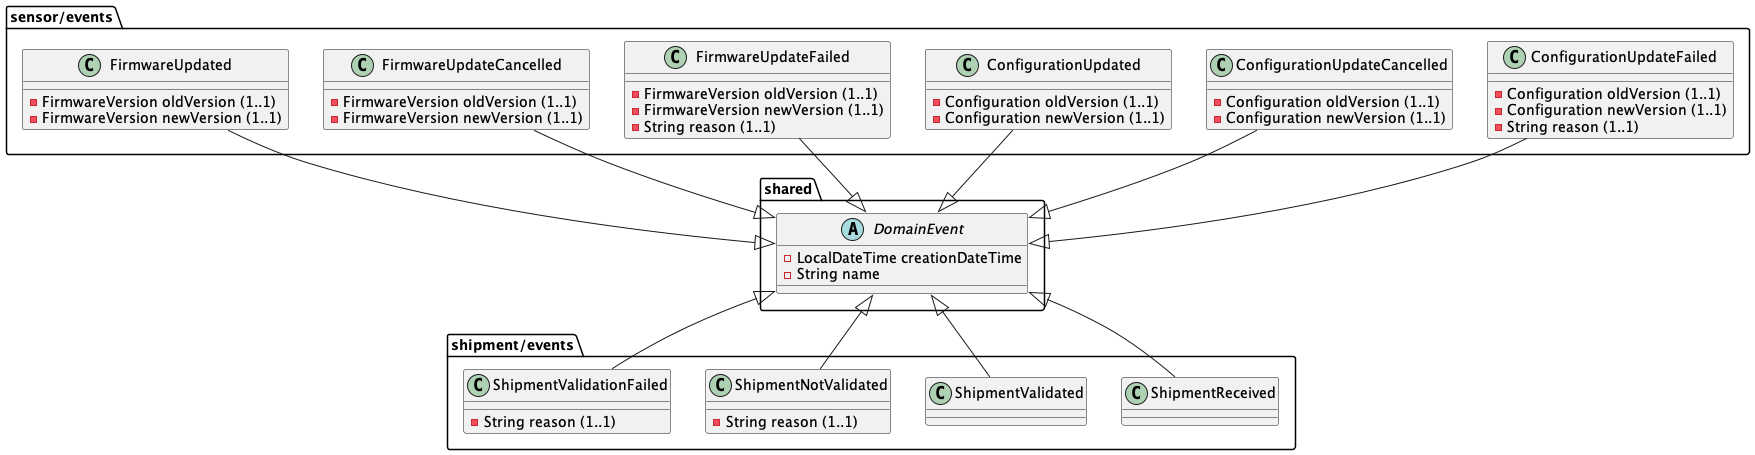 sensor/events
C FirmwareUpdated
FirmwareVersion oldVersion (1..1)
FirmwareVersion newVersion (1..1)
C FirmwareUpdateCancelled
FirmwareVersion oldVersion (1..1)
FirmwareVersion newVersion (1..1)
C FirmwareUpdateFailed
FirmwareVersion oldVersion (1..1)
FirmwareVersion newVersion (1..1)
String reason (1..1)
C ConfigurationUpdated
Configuration oldVersion (1..1)
Configuration newVersion (1..1)
C ConfigurationUpdateCancelled
Configuration oldVersion (1..1)
Configuration newVersion (1..1)
C ConfigurationUpdateFailed
Configuration oldVersion (1..1)
Configuration newVersion (1..1)
String reason (1..1)
shared
A DomainEvent
LocalDateTime creationDateTime
String name
shipment/events
C ShipmentValidationFailed
String reason (1..1)
C ShipmentNotValidated
String reason (1..1)
C ShipmentValidated
C ShipmentReceived